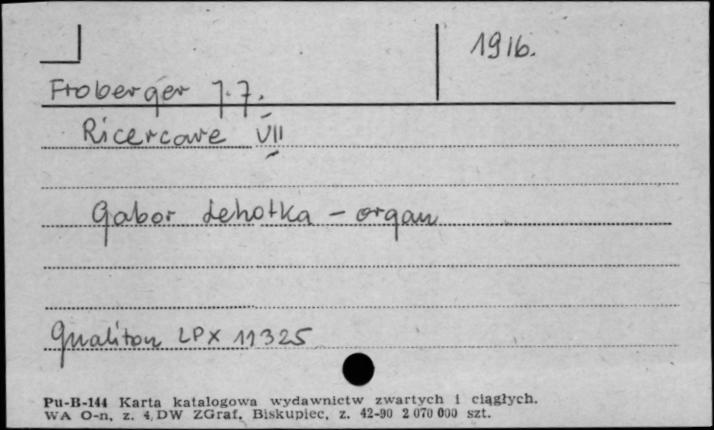 1916.
Froberger J. J.
Ricercare VII
Gabor Lehotka - organ
Qualiton LPX 11325
Pu-B-144 Karta katalogowa wydawnictw zwartych i ciągłych.
WA O-n, z. 4, DW ZGraf. Biskupiec, z. 42-90 2 070 000 szt.